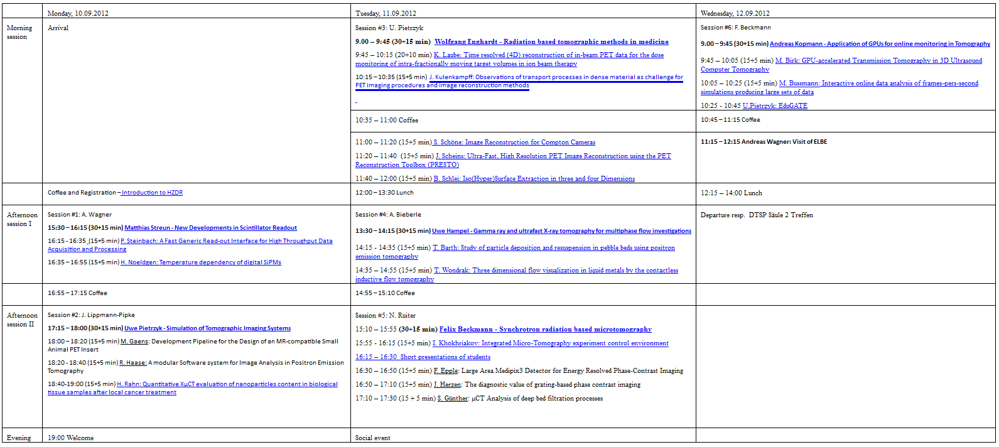 Monday, 10.09.2012
Tuesday, 11.09.2012
Wednesday, 12.09.2012
Morning
session
Arrival
Session #3: U. Pietrzyk
9.00 – 9:45 (30+15 min) Wolfgang Enghardt - Radiation based tomographic methods in medicine
9:45 – 10:15 (20+10 min) K. Laube: Time resolved (4D) reconstruction of in-beam PET data for the dose
monitoring of intra-fractionally moving target volumes in ion beam therapy
10:15 – 10:35 (15+5 min) J. Kulenkampff: Observations of transport processes in dense material as challenge for
PET imaging procedures and image reconstruction methods
Session #6: F. Beckmann
9.00 – 9:45 (30+15 min) Andreas Kopmann - Application of GPUs for online monitoring in Tomography
9:45 – 10:05 (15+5 min) M. Birk: GPU-accelerated Transmission Tomography in 3D Ultrasound
Computer Tomography
10:05 – 10:25 (15+5 min) M. Bussmann: Interactive online data analysis of frames-pers-second
simulations producing large sets of data
10:25 - 10:45 U.Pietrzyk: EduGATE
10:35 – 11:00 Coffee
10:45 – 11:15 Coffee
11:00 – 11:20 (15+5 min) S. Schöne: Image Reconstruction for Compton Cameras
11:20 – 11:40 (15+5 min) J. Scheins: Ultra-Fast, High Resolution PET Image Reconstruction using the PET
Reconstruction Toolbox (PRESTO)
11:40 – 12:00 (15+5 min) B. Schlei: Iso(Hyper)Surface Extraction in three and four Dimensions
11:15 – 12:15 Andreas Wagner: Visit of ELBE
Coffee and Registration – Introduction to HZDR
12:00 – 13:30 Lunch
12:15 – 14:00 Lunch
Afternoon
session I
Session #1: A. Wagner
15:30 – 16:15 (30+15 min) Matthias Streun - New Developments in Scintillator Readout
16:15 - 16:35 (15+5 min) P. Steinbach: A Fast Generic Read-out Interface for High Throughput Data
Acquisition and Processing
16:35 – 16:55 (15+5 min) H. Noeldgen: Temperature dependency of digital SiPMs
Session #4: A. Bieberle
13:30 – 14:15 (30+15 min) Uwe Hampel - Gamma ray and ultrafast X-ray tomography for multiphase flow investigations
14:15 - 14:35 (15+5 min) T. Barth: Study of particle deposition and resuspension in pebble beds using positron
emission tomography
14:35 – 14:55 (15+5 min) T. Wondrak: Three dimensional flow visualization in liquid metals by the contactless
inductive flow tomography
Departure resp. DTSP Säule 2 Treffen
16:55 – 17:15 Coffee
14:55 – 15:10 Coffee
Afternoon
session II
Session #2: J. Lippmann-Pipke
17:15 – 18:00 (30+15 min) Uwe Pietrzyk - Simulation of Tomographic Imaging Systems
18:00 – 18:20 (15+5 min) M. Gaens: Development Pipeline for the Design of an MR-compatible Small
Animal PET Insert
18:20 - 18:40 (15+5 min) R. Haase: A modular Software system for Image Analysis in Positron Emission
Tomography
18:40-19:00 (15+5 min) H. Rahn: Quantitative XµCT evaluation of nanoparticles content in biological
tissue samples after local cancer treatment
Session #5: N. Ruiter
15:10 – 15:55 (30+15 min) Felix Beckmann - Synchrotron radiation based microtomography
15:55 - 16:15 (15+5 min) I. Khokhriakov: Integrated Micro-Tomography experiment control environment
16:15 – 16:30 Short presentations of students
16:30 – 16:50 (15+5 min) F. Epple: Large Area Medipix3 Detector for Energy Resolved Phase-Contrast Imaging
16:50 – 17:10 (15+5 min) J. Herzen: The diagnostic value of grating-based phase contrast imaging
17:10 – 17:30 (15 + 5 min) S. Günther: µCT Analysis of deep bed filtration processes
Evening
19:00 Welcome
Social event